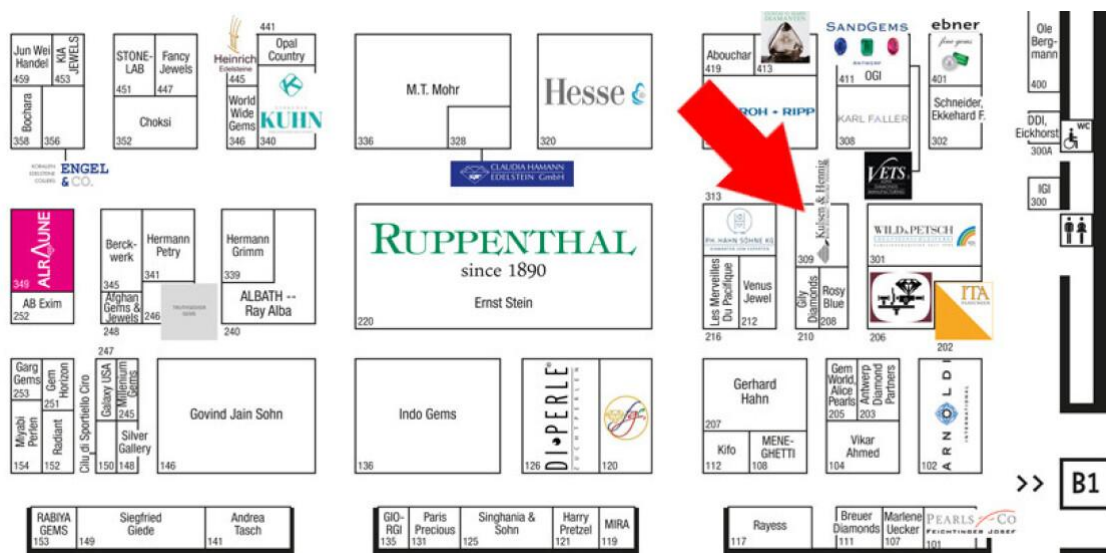 Jun Wei
Handel
459
KIA
JEWELS
453
STONE-
LAB
451
Fancy
Jewels
447
Heinrich
Edelsteine
445
441
Opal
Country
World
Wide
Gems
346
KUHN
340
Bochara
358
356
Choksi
352
ENGEL
& CO.
KORALLEN
EDELSTEINE
COLLIERS
M.T. Mohr
336
328
Hesse
320
CLAUDIA HAMANN
EDELSTEIN GmbH
Abouchar
419
413
DIAMANTEN
SANDGEMS
ANTWERP
411
OGI
ebner
fine gems
401
Ole
Berg-
mann
400
ROH + RIPP
KARL FALLER
308
Schneider,
Ekkehard F.
302
DDI,
Eickhorst
300A
WC
VETS
IGI
300
313
Kulsen & Hennig
309
ALRAUNE
349
AB Exim
252
Berck-
werk
345
Hermann
Petry
341
Afghan
Gems &
Jewels
248
246
Hermann
Grimm
339
ALBATH --
Ray Alba
240
RUPPENTHAL
since 1890
Ernst Stein
220
PH. HAHN SÖHNE KG
Les Merveilles
Du Pacifique
216
Venus
Jewel
212
Gily
Diamonds
210
Rosy
Blue
208
WILD & PETSCH
301
206
ITA
202
Garg
Gems
253
Gem
Horizon
251
Miyabi
Perlen
154
Radiant
152
Cilu di Sportiello Ciro
247
Galaxy USA
150
Millenium
Gems
245
Silver
Gallery
148
Govind Jain Sohn
146
Indo Gems
136
DI PERLE
ZUCHTPERLEN
126
120
Gerhard
Hahn
207
Kifo
112
MENE-
GHETTI
108
Gem
World,
Alice
Pearls
205
Antwerp
Diamond
Partners
203
Vikar
Ahmed
104
ARNOLDI
INTERNATIONAL
102
>> B1
RABIYA
GEMS
153
Siegfried
Giede
149
Andrea
Tasch
141
GIO-
RGI
135
Paris
Precious
131
Singhania &
Sohn
125
Harry
Pretzel
121
MIRA
119
Rayess
117
Breuer
Diamonds
111
Marlene
Uecker
107
PEARLS & CO
FEICHTINGER JOSEF
101